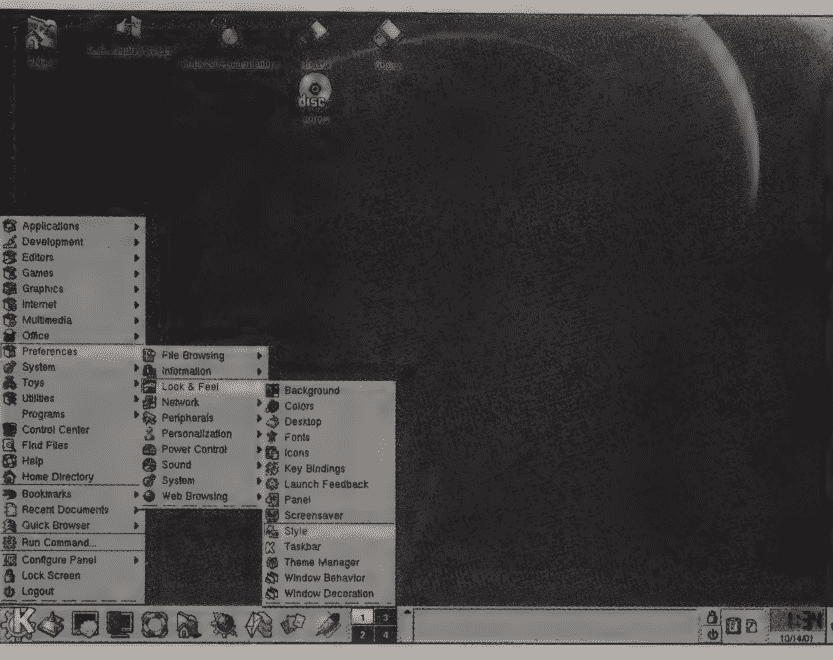 disc
Applications
Development
Editors
Games
Graphics
Internet
Multimedia
Office
Preferences
System
Toys
Utilities
Programs
Control Center
Find Files
Help
Home Directory
Bookmarks
Recent Documents
Quick Browser
Run Command...
Configure Panel
Lock Screen
Logout
File Browsing
Information
Look & Feel
Network
Peripherals
Personalization
Power Control
Sound
System
Web Browsing
Background
Colors
Desktop
Fonts
Icons
Key Bindings
Launch Feedback
Panel
Screensaver
Style
Taskbar
Theme Manager
Window Behavior
Window Decoration
K
1 3
2 4
1:34
10/14/01